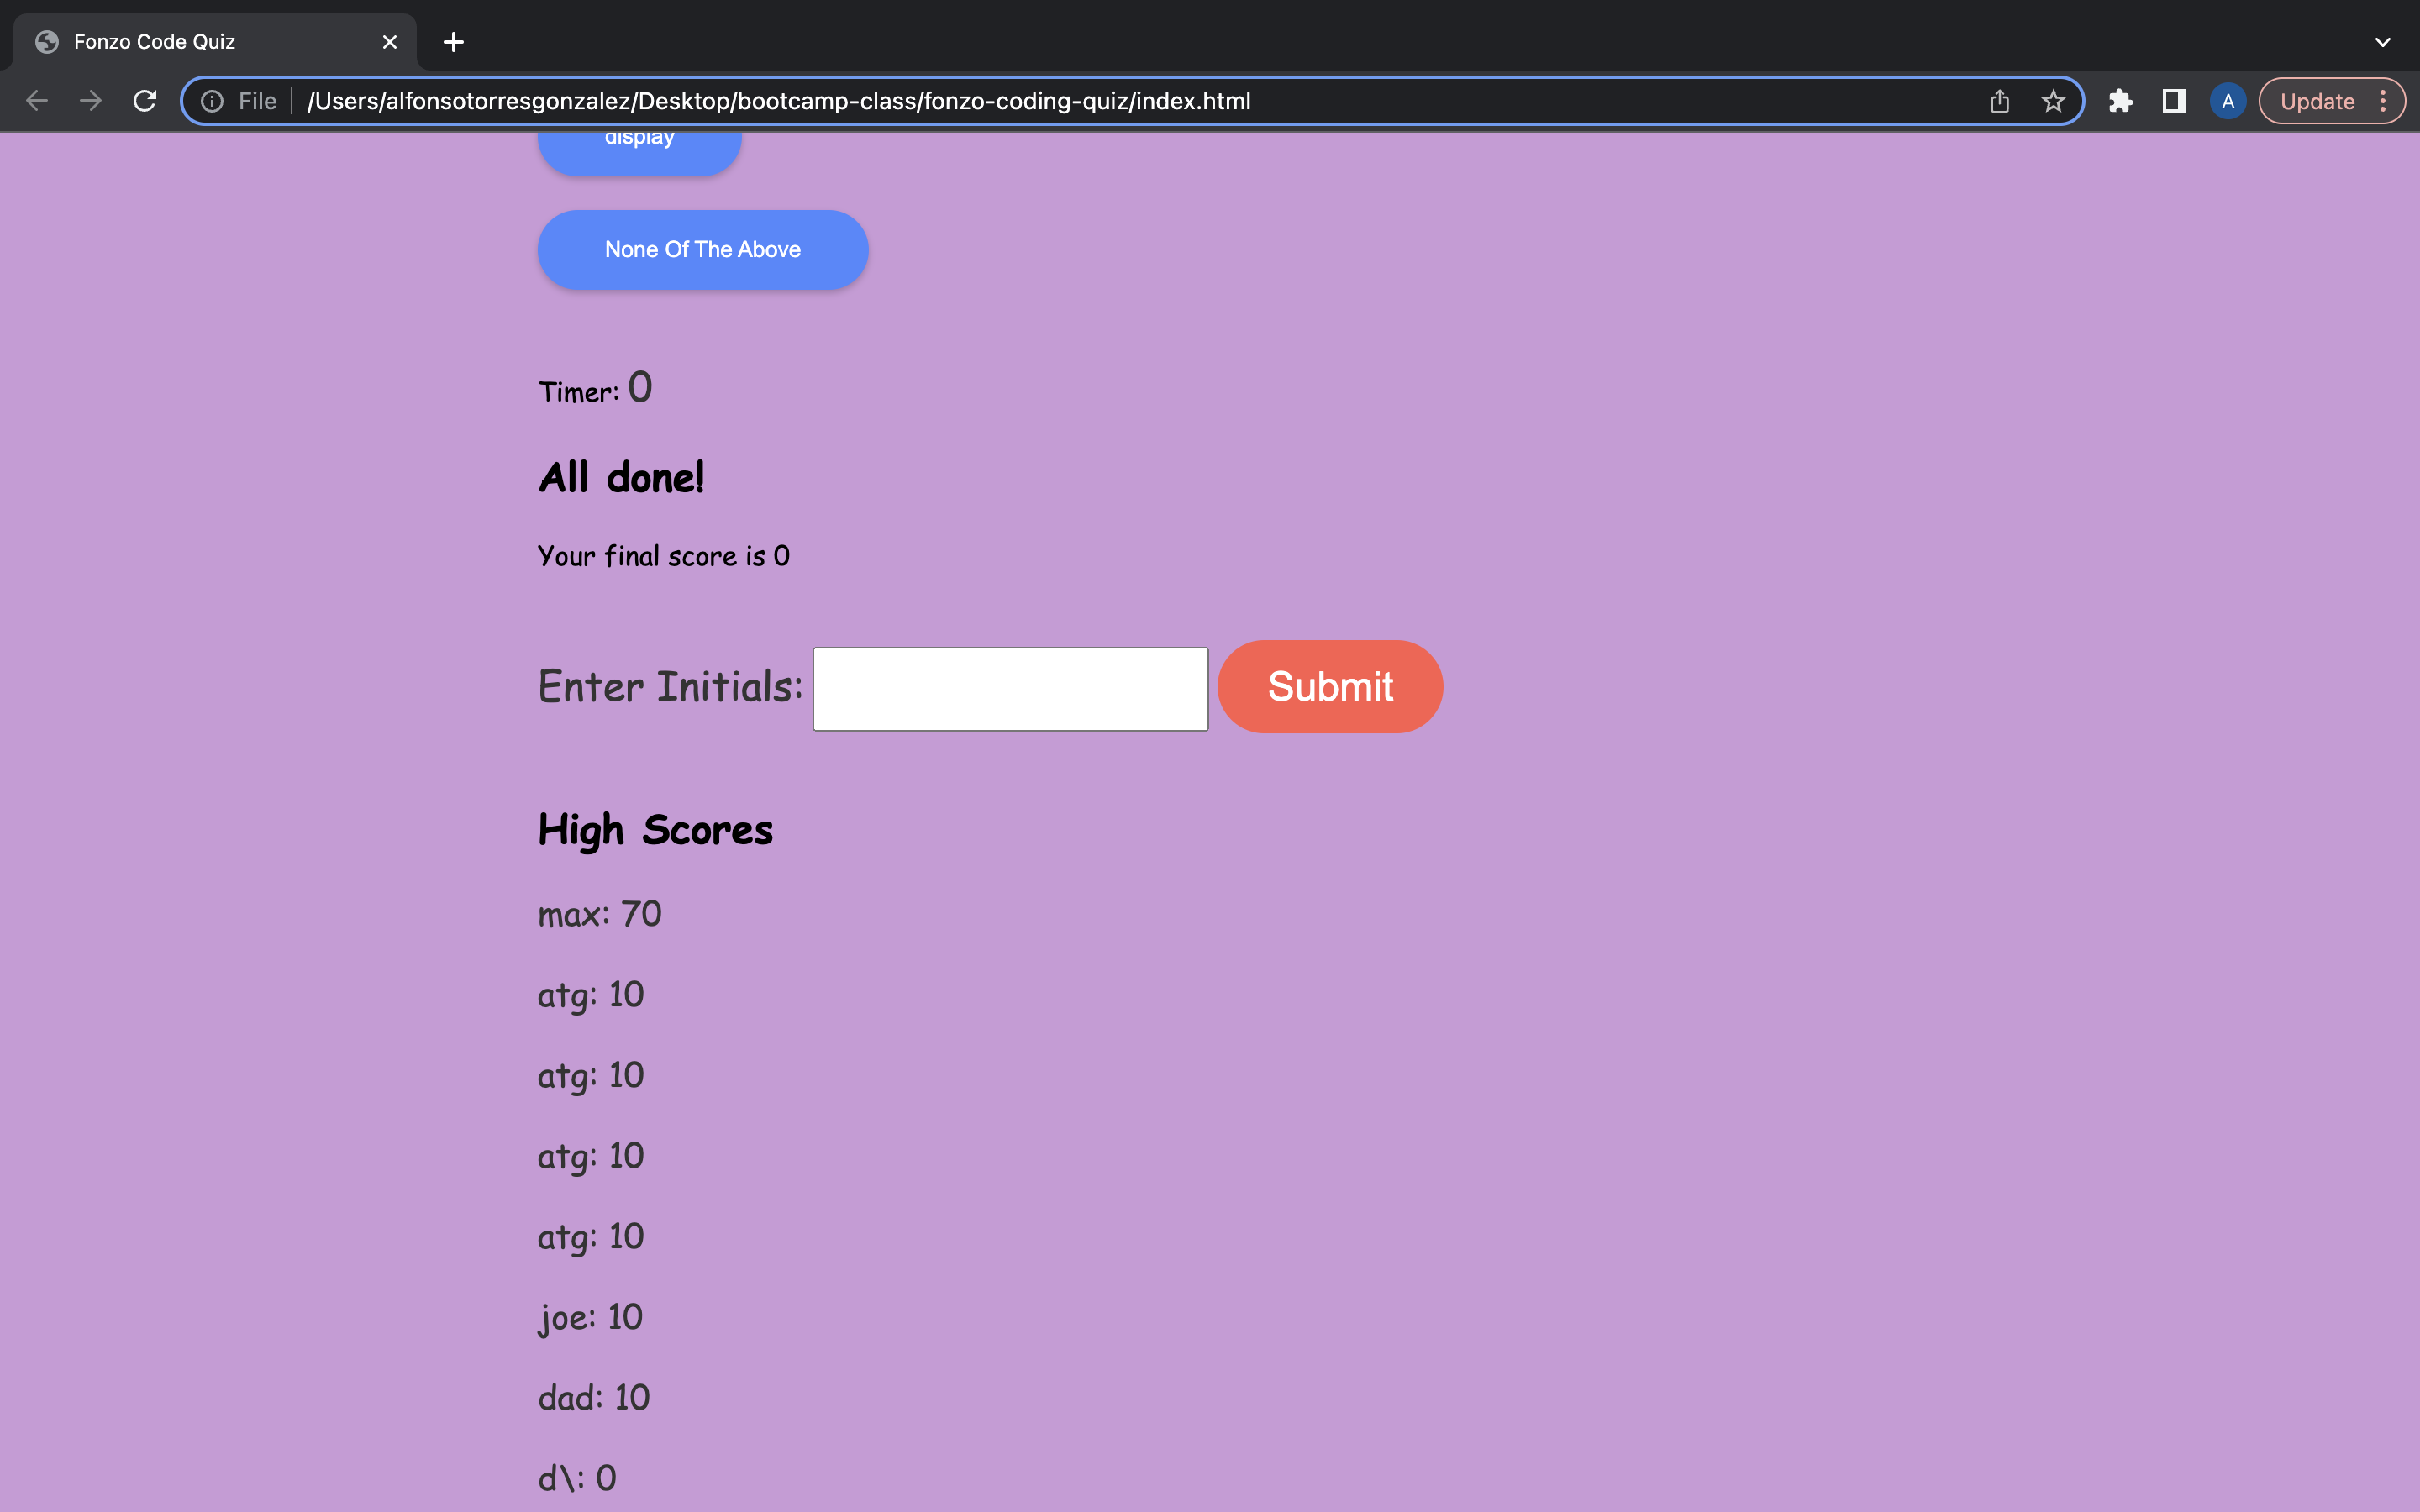 Fonzo Code Quiz
File /Users/alfonsotorresgonzalez/Desktop/bootcamp-class/fonzo-coding-quiz/index.html A Update
display
None Of The Above
Timer: 0
All done!
Your final score is 0
Enter Initials: Submit
High Scores
max: 70
atg: 10
atg: 10
atg: 10
atg: 10
joe: 10
dad: 10
d\: 0